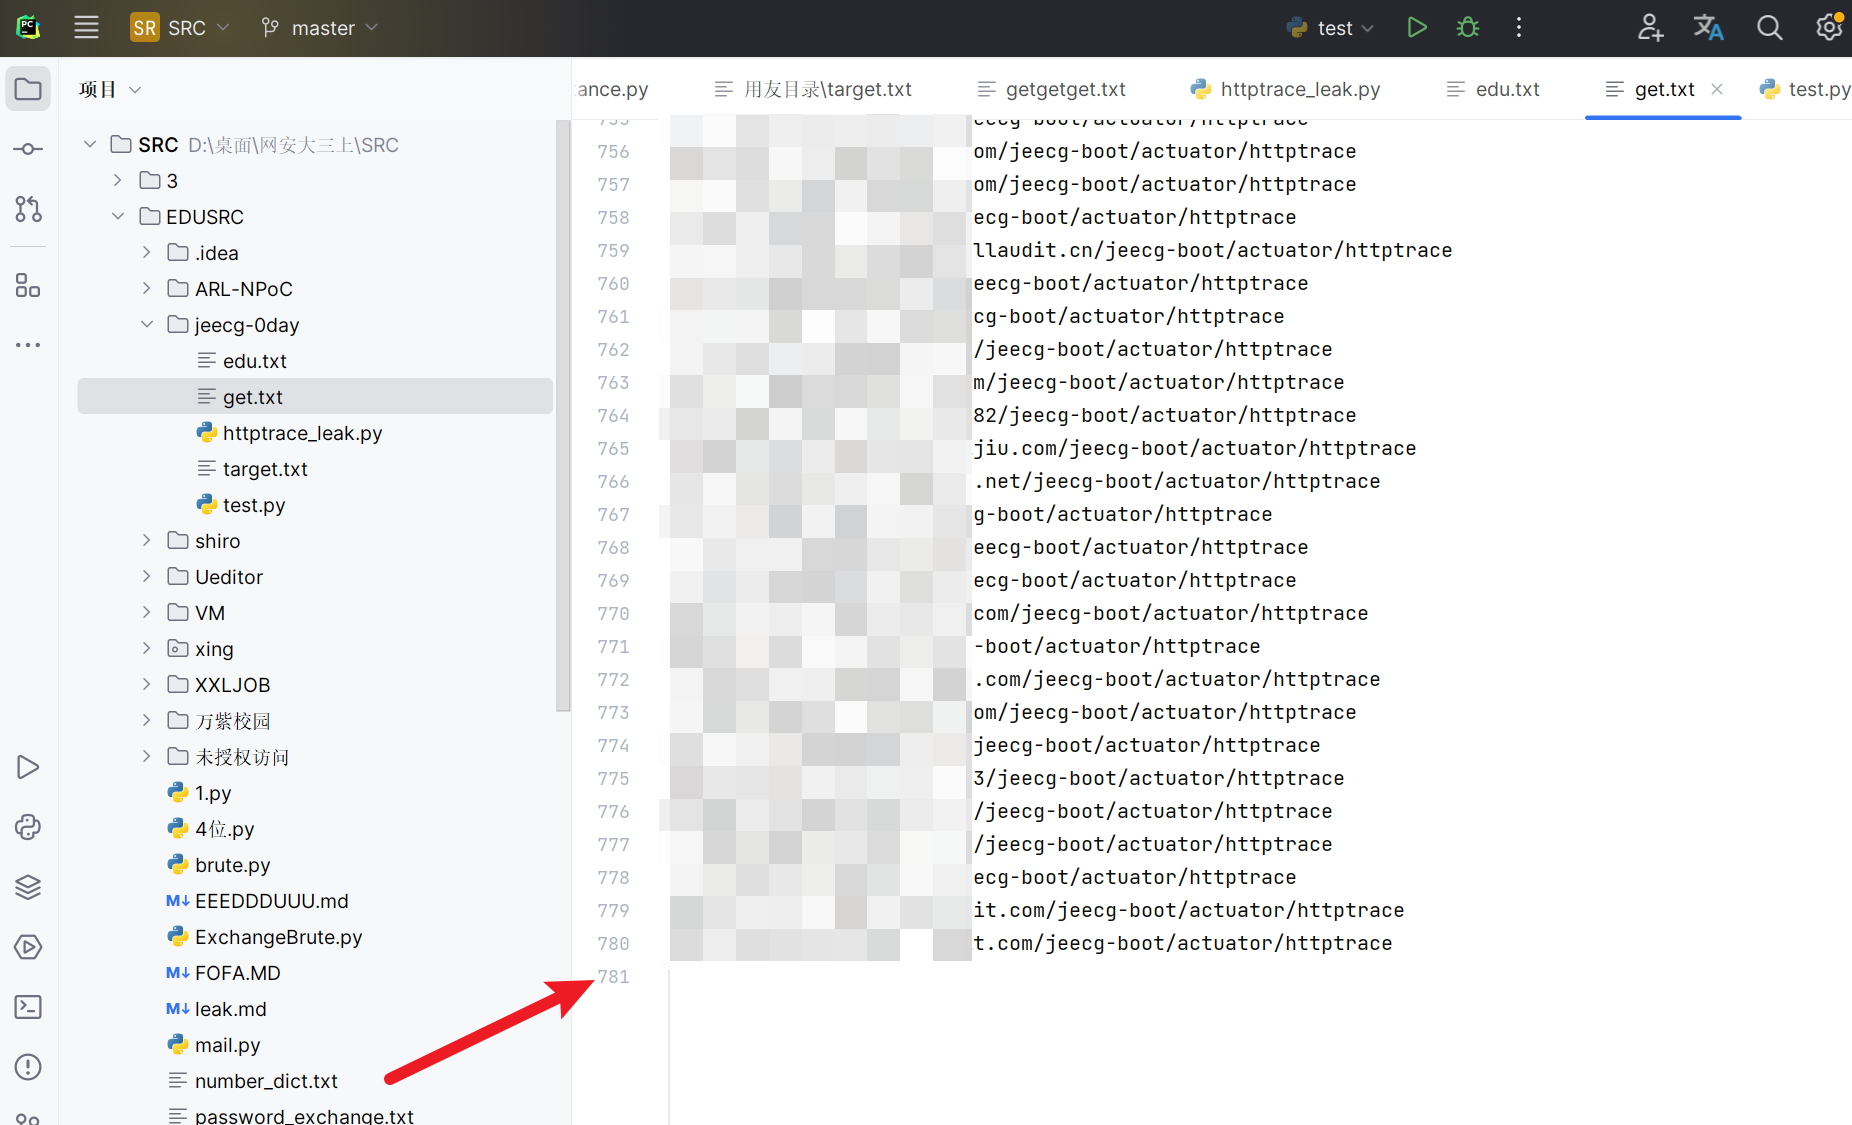 PC
SR SRC master
test
项目
SRC D:\桌面\网安大三上\SRC
3
EDUSRC
.idea
ARL-NPoC
jeecg-0day
edu.txt
get.txt
httptrace_leak.py
target.txt
test.py
shiro
Ueditor
VM
xing
XXLJOB
万紫校园
未授权访问
1.py
4位.py
brute.py
M↓ EEEDDDUUU.md
ExchangeBrute.py
M↓ FOFA.MD
M↓ leak.md
mail.py
number_dict.txt
password_exchange.txt
ance.py 用友目录\target.txt getgetget.txt httptrace_leak.py edu.txt get.txt test.py
755 eecg-boot/actuator/httptrace
756 om/jeecg-boot/actuator/httptrace
757 om/jeecg-boot/actuator/httptrace
758 ecg-boot/actuator/httptrace
759 llaudit.cn/jeecg-boot/actuator/httptrace
760 eecg-boot/actuator/httptrace
761 cg-boot/actuator/httptrace
762 /jeecg-boot/actuator/httptrace
763 m/jeecg-boot/actuator/httptrace
764 82/jeecg-boot/actuator/httptrace
765 jiu.com/jeecg-boot/actuator/httptrace
766 .net/jeecg-boot/actuator/httptrace
767 g-boot/actuator/httptrace
768 eecg-boot/actuator/httptrace
769 ecg-boot/actuator/httptrace
770 com/jeecg-boot/actuator/httptrace
771 -boot/actuator/httptrace
772 .com/jeecg-boot/actuator/httptrace
773 om/jeecg-boot/actuator/httptrace
774 jeecg-boot/actuator/httptrace
775 3/jeecg-boot/actuator/httptrace
776 /jeecg-boot/actuator/httptrace
777 /jeecg-boot/actuator/httptrace
778 ecg-boot/actuator/httptrace
779 it.com/jeecg-boot/actuator/httptrace
780 t.com/jeecg-boot/actuator/httptrace
781